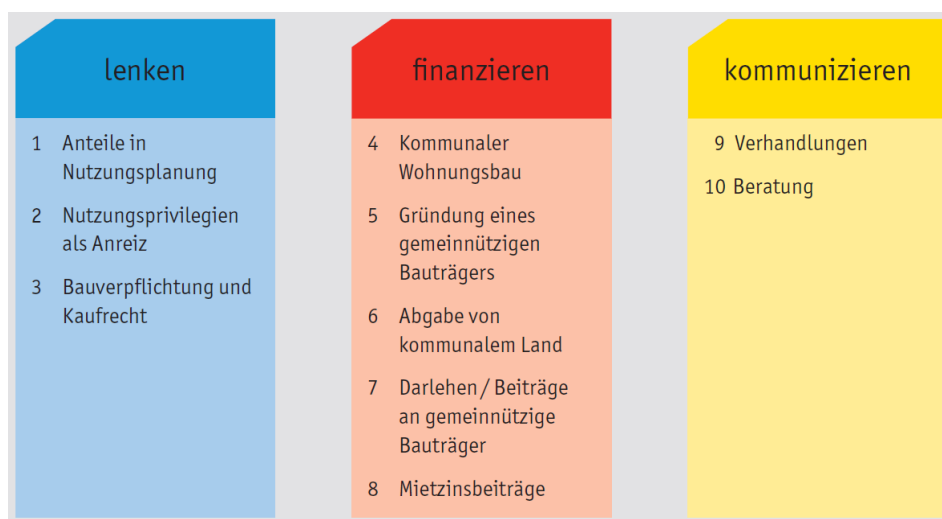 lenken
1 Anteile in
Nutzungsplanung
2 Nutzungsprivilegien
als Anreiz
3 Bauverpflichtung und
Kaufrecht
finanzieren
4 Kommunaler
Wohnungsbau
5 Gründung eines
gemeinnützigen
Bauträgers
6 Abgabe von
kommunalem Land
7 Darlehen / Beiträge
an gemeinnützige
Bauträger
8 Mietzinsbeiträge
kommunizieren
9 Verhandlungen
10 Beratung